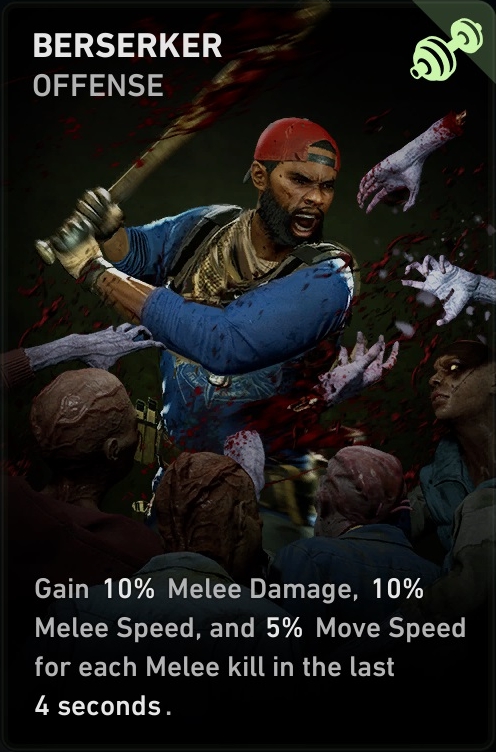 BERSERKER
OFFENSE
Gain 10% Melee Damage, 10%
Melee Speed, and 5% Move Speed
for each Melee kill in the last
4 seconds.